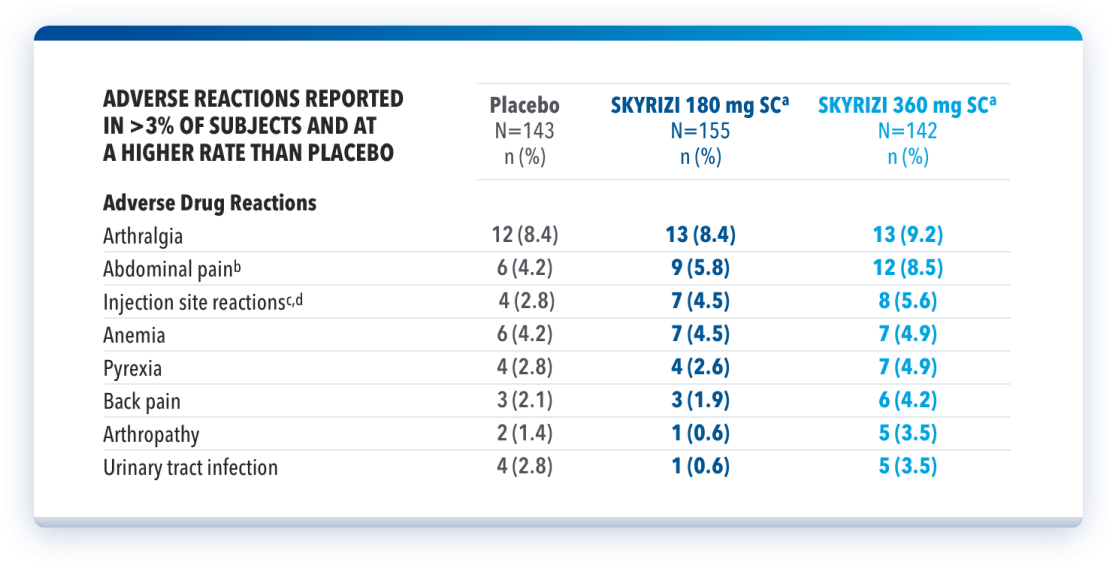 ADVERSE REACTIONS REPORTED
IN >3% OF SUBJECTS AND AT
A HIGHER RATE THAN PLACEBO
Placebo
N=143
n (%)
SKYRIZI 180 mg SCᵃ
N=155
n (%)
SKYRIZI 360 mg SCᵃ
N=142
n (%)
Adverse Drug Reactions
Arthralgia 12 (8.4) 13 (8.4) 13 (9.2)
Abdominal painᵇ 6 (4.2) 9 (5.8) 12 (8.5)
Injection site reactionsᶜ,ᵈ 4 (2.8) 7 (4.5) 8 (5.6)
Anemia 6 (4.2) 7 (4.5) 7 (4.9)
Pyrexia 4 (2.8) 4 (2.6) 7 (4.9)
Back pain 3 (2.1) 3 (1.9) 6 (4.2)
Arthropathy 2 (1.4) 1 (0.6) 5 (3.5)
Urinary tract infection 4 (2.8) 1 (0.6) 5 (3.5)